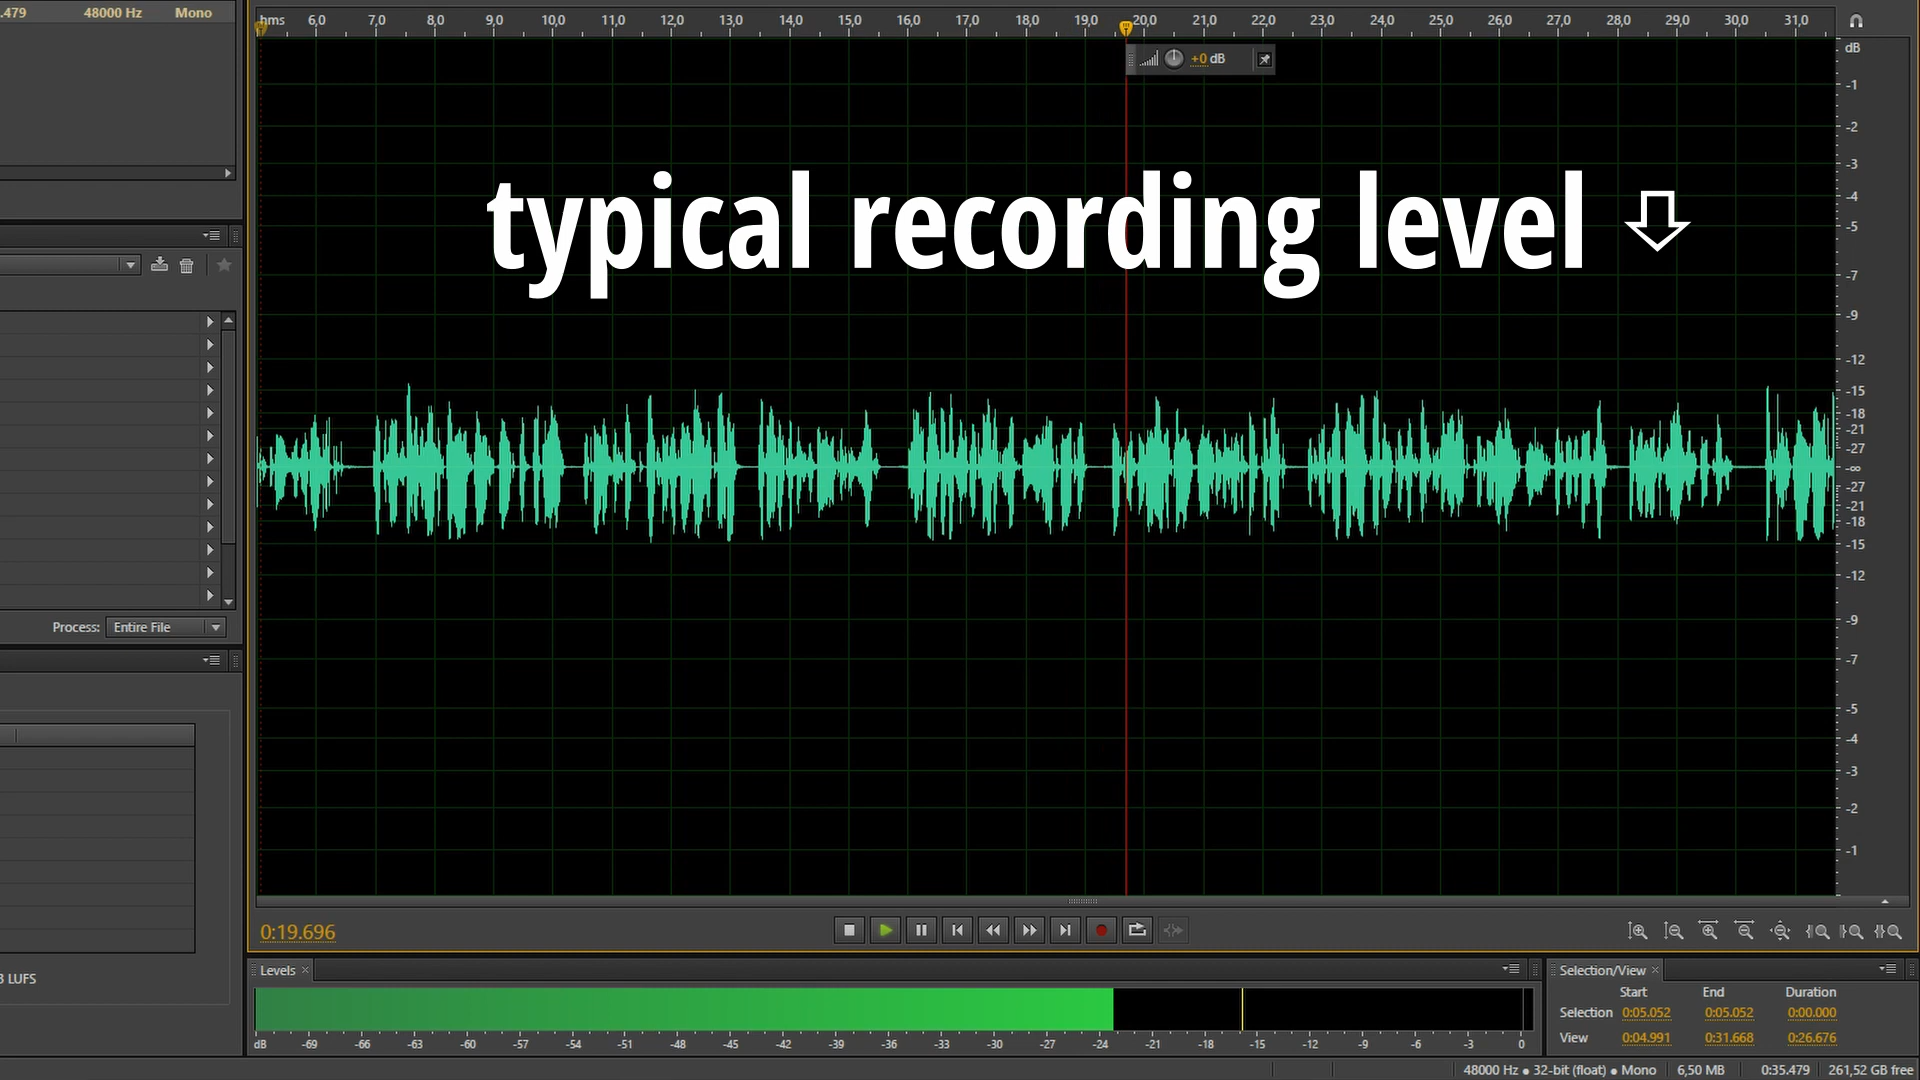 .479 48000 Hz Mono
hms 6,0 7,0 8,0 9,0 10,0 11,0 12,0 13,0 14,0 15,0 16,0 17,0 18,0 19,0 20,0 21,0 22,0 23,0 24,0 25,0 26,0 27,0 28,0 29,0 30,0 31,0
dB
+0 dB
-1
-2
-3
-4
typical recording level
-5
-7
-9
-12
-15
-18
-21
-27
-∞
-27
-21
-18
-15
-12
-9
Process: Entire File
-7
-5
-4
-3
-2
-1
0:19.696
Levels
Selection/View
LUFS
Start End Duration
Selection 0:05.052 0:05.052 0:00.000
View 0:04.991 0:31.668 0:26.676
dB -69 -66 -63 -60 -57 -54 -51 -48 -45 -42 -39 -36 -33 -30 -27 -24 -21 -18 -15 -12 -9 -6 -3 0
48000 Hz ● 32-bit (float) ● Mono 6,50 MB 0:35.479 261,52 GB free